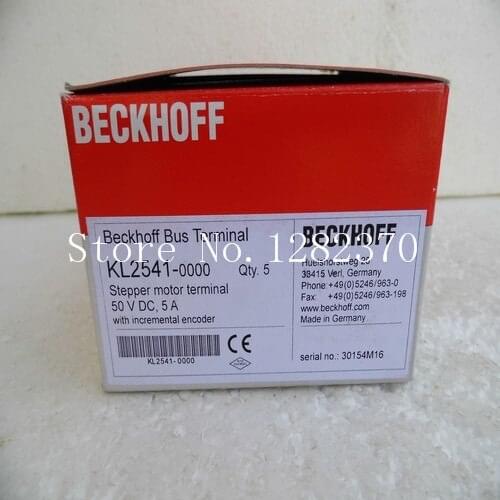 BECKHOFF
Beckhoff Bus Terminal
KL2541-0000 Qty. 5
Stepper motor terminal
50 V DC, 5 A
with incremental encoder
KL2541-0000
CE
BECKHOFF
Huelshorstweg 20
38415 Verl, Germany
Phone: +49(0)5246/963-0
Fax: +49(0)5246/963-198
www.beckhoff.com
Made in Germany
serial no.: 30154M16
Store No. 1282370